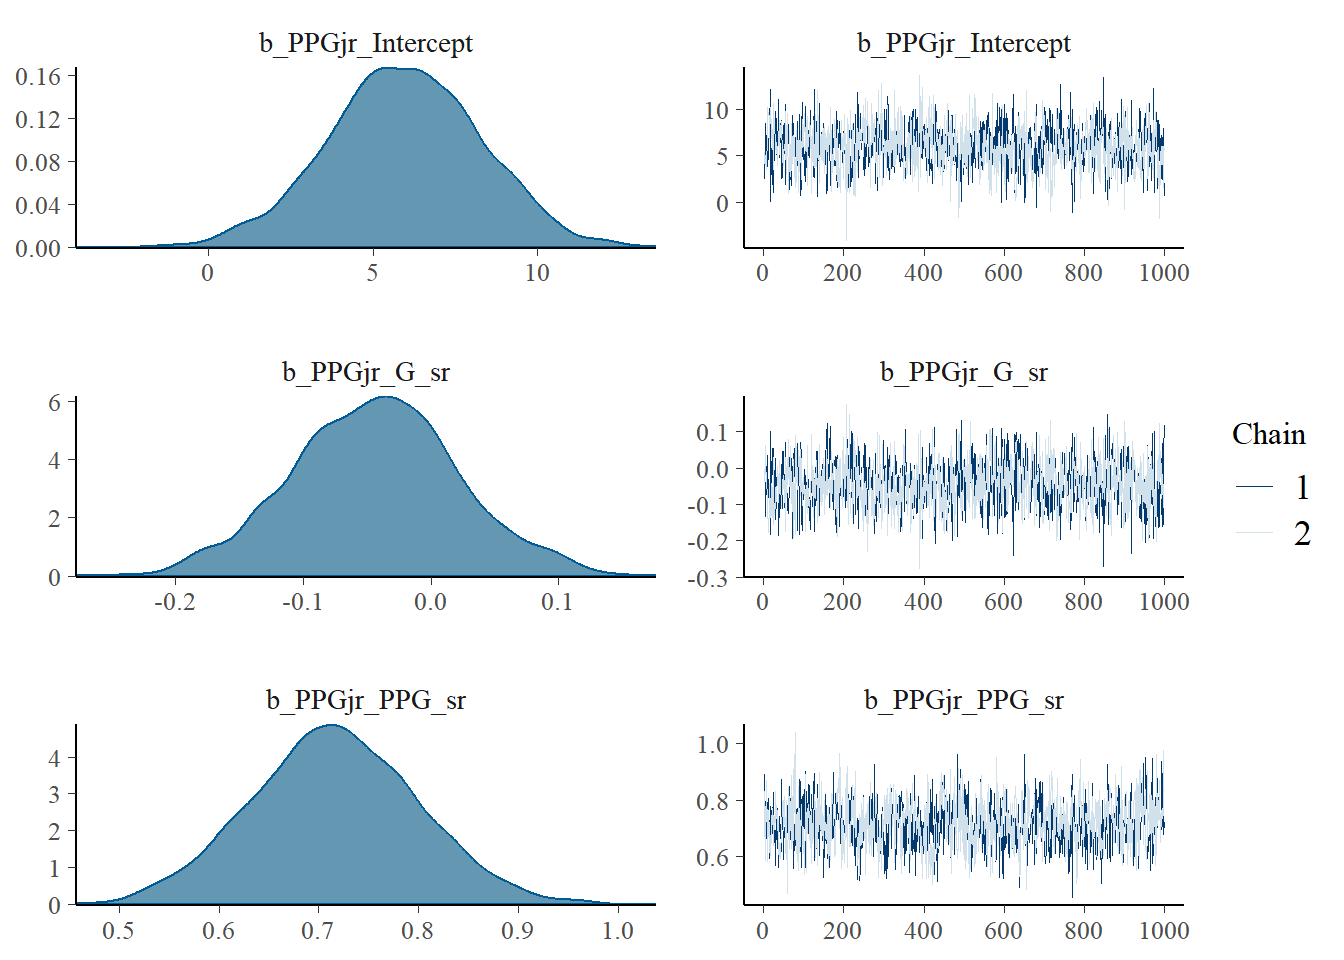 b_PPGjr_Intercept
0.16
0.12
0.08
0.04
0.00
0 5 10
b_PPGjr_Intercept
10
5
0
0 200 400 600 800 1000
b_PPGjr_G_sr
6
4
2
0
-0.2 -0.1 0.0 0.1
b_PPGjr_G_sr
0.1
0.0
-0.1
-0.2
-0.3
0 200 400 600 800 1000
Chain
1
2
b_PPGjr_PPG_sr
4
3
2
1
0
0.5 0.6 0.7 0.8 0.9 1.0
b_PPGjr_PPG_sr
1.0
0.8
0.6
0 200 400 600 800 1000